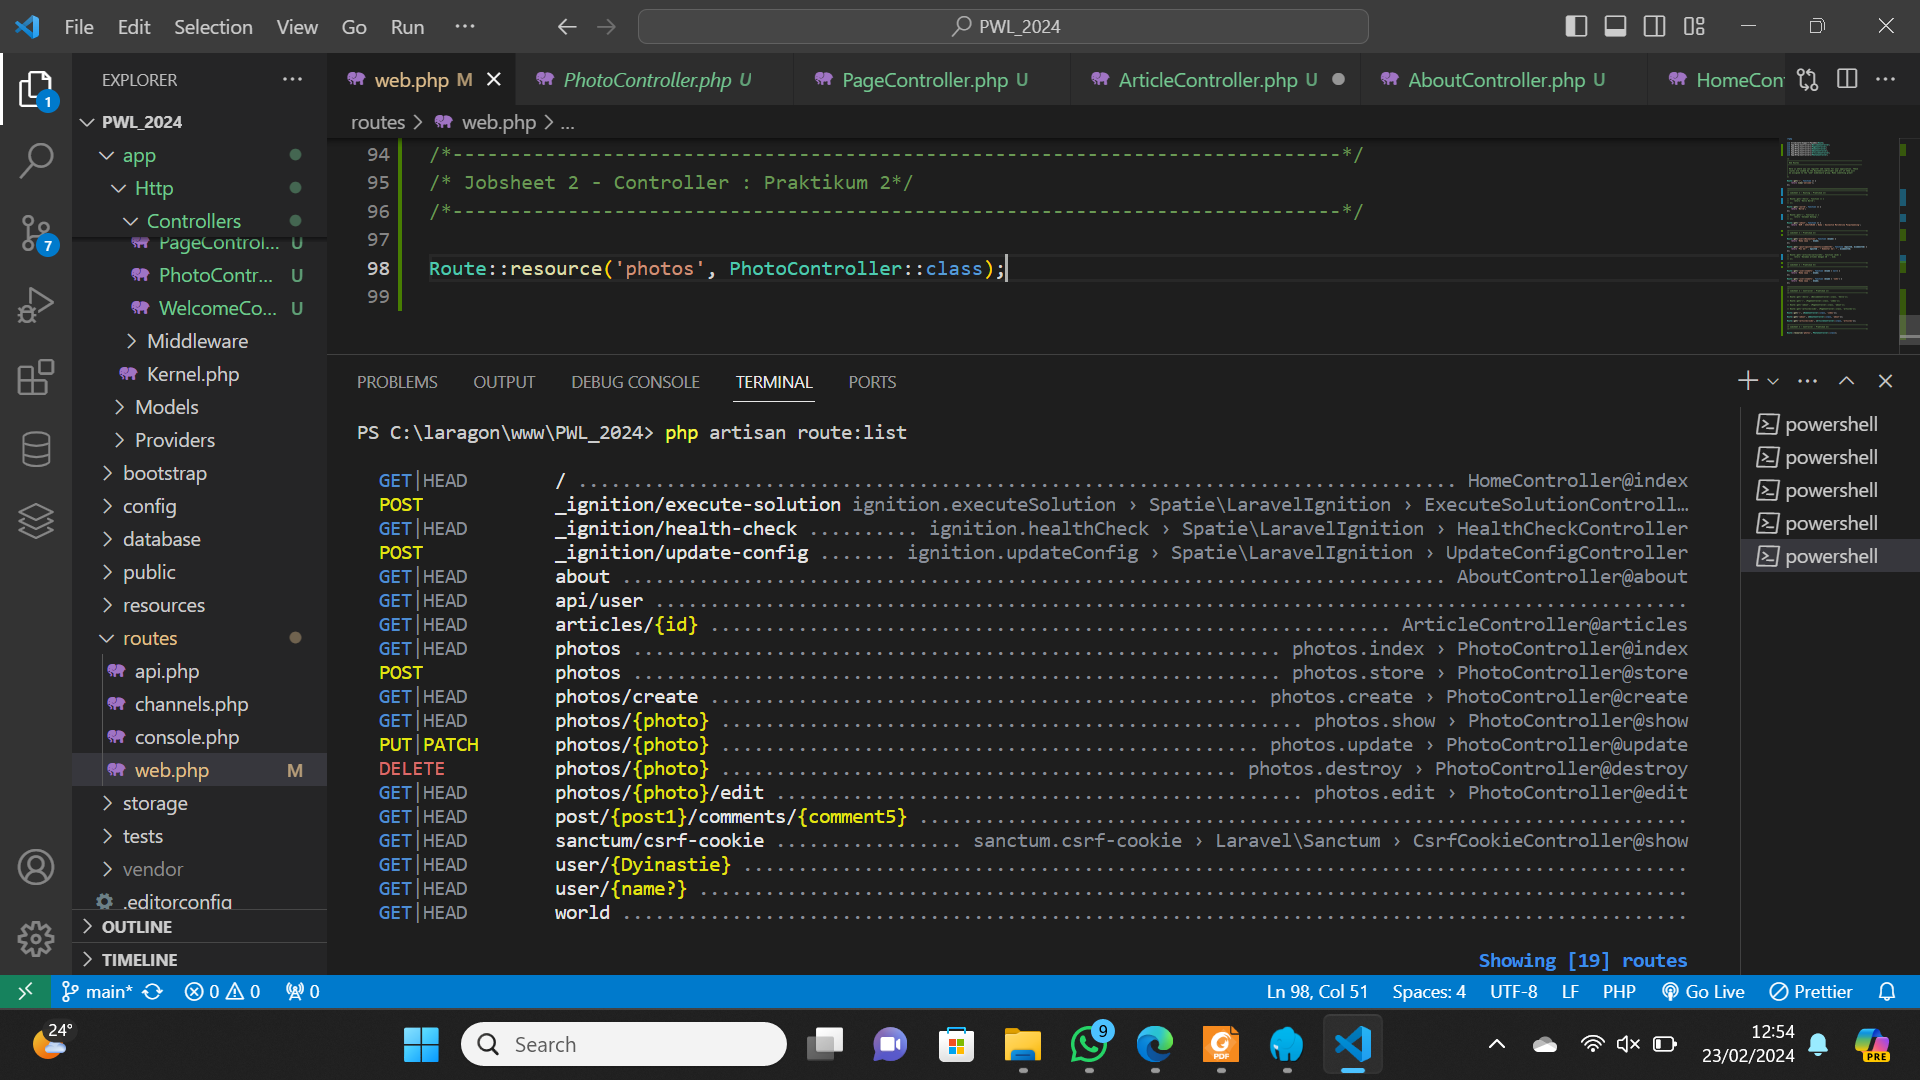 File Edit Selection View Go Run ··· PWL_2024
EXPLORER ···
1
7
PWL_2024
app
Http
Controllers
PageControl... U
PhotoContr... U
WelcomeCo... U
Middleware
Kernel.php
Models
Providers
bootstrap
config
database
public
resources
routes
api.php
channels.php
console.php
web.php M
storage
tests
vendor
.editorconfig
OUTLINE
TIMELINE
web.php M PhotoController.php U PageController.php U ArticleController.php U AboutController.php U HomeCon
routes > web.php > ...
94 /*-----------------------------------------------------------------------------*/
95 /* Jobsheet 2 - Controller : Praktikum 2*/
96 /*-----------------------------------------------------------------------------*/
97
98 Route::resource('photos', PhotoController::class);
99
PROBLEMS OUTPUT DEBUG CONSOLE TERMINAL PORTS
PS C:\laragon\www\PWL_2024> php artisan route:list
GET|HEAD / ................................................................................ HomeController@index
POST _ignition/execute-solution ignition.executeSolution › Spatie\LaravelIgnition › ExecuteSolutionControll…
GET|HEAD _ignition/health-check .......... ignition.healthCheck › Spatie\LaravelIgnition › HealthCheckController
POST _ignition/update-config ....... ignition.updateConfig › Spatie\LaravelIgnition › UpdateConfigController
GET|HEAD about ........................................................................... AboutController@about
GET|HEAD api/user ..............................................................................................
GET|HEAD articles/{id} .............................................................. ArticleController@articles
GET|HEAD photos ........................................................... photos.index › PhotoController@index
POST photos ........................................................... photos.store › PhotoController@store
GET|HEAD photos/create ................................................... photos.create › PhotoController@create
GET|HEAD photos/{photo} ..................................................... photos.show › PhotoController@show
PUT|PATCH photos/{photo} ................................................. photos.update › PhotoController@update
DELETE photos/{photo} ............................................... photos.destroy › PhotoController@destroy
GET|HEAD photos/{photo}/edit ................................................ photos.edit › PhotoController@edit
GET|HEAD post/{post1}/comments/{comment5} ......................................................................
GET|HEAD sanctum/csrf-cookie ................. sanctum.csrf-cookie › Laravel\Sanctum › CsrfCookieController@show
GET|HEAD user/{Dyinastie} ......................................................................................
GET|HEAD user/{name?} ..........................................................................................
GET|HEAD world .................................................................................................
Showing [19] routes
powershell
powershell
powershell
powershell
powershell
main* 0 0 0 Ln 98, Col 51 Spaces: 4 UTF-8 LF PHP Go Live Prettier
24° Search PDF 9 12:54 PRE
23/02/2024